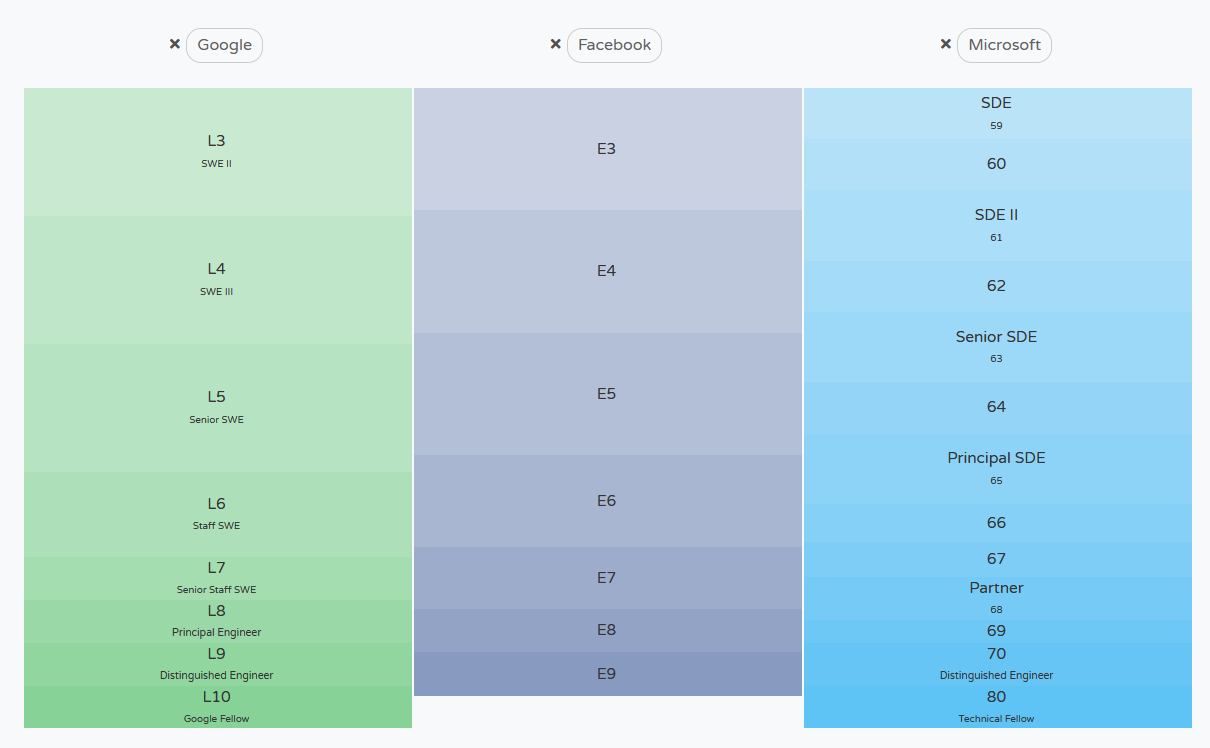 × Google
× Facebook
× Microsoft
L3
SWE II
L4
SWE III
L5
Senior SWE
L6
Staff SWE
L7
Senior Staff SWE
L8
Principal Engineer
L9
Distinguished Engineer
L10
Google Fellow
E3
E4
E5
E6
E7
E8
E9
SDE
59
60
SDE II
61
62
Senior SDE
63
64
Principal SDE
65
66
67
Partner
68
69
70
Distinguished Engineer
80
Technical Fellow